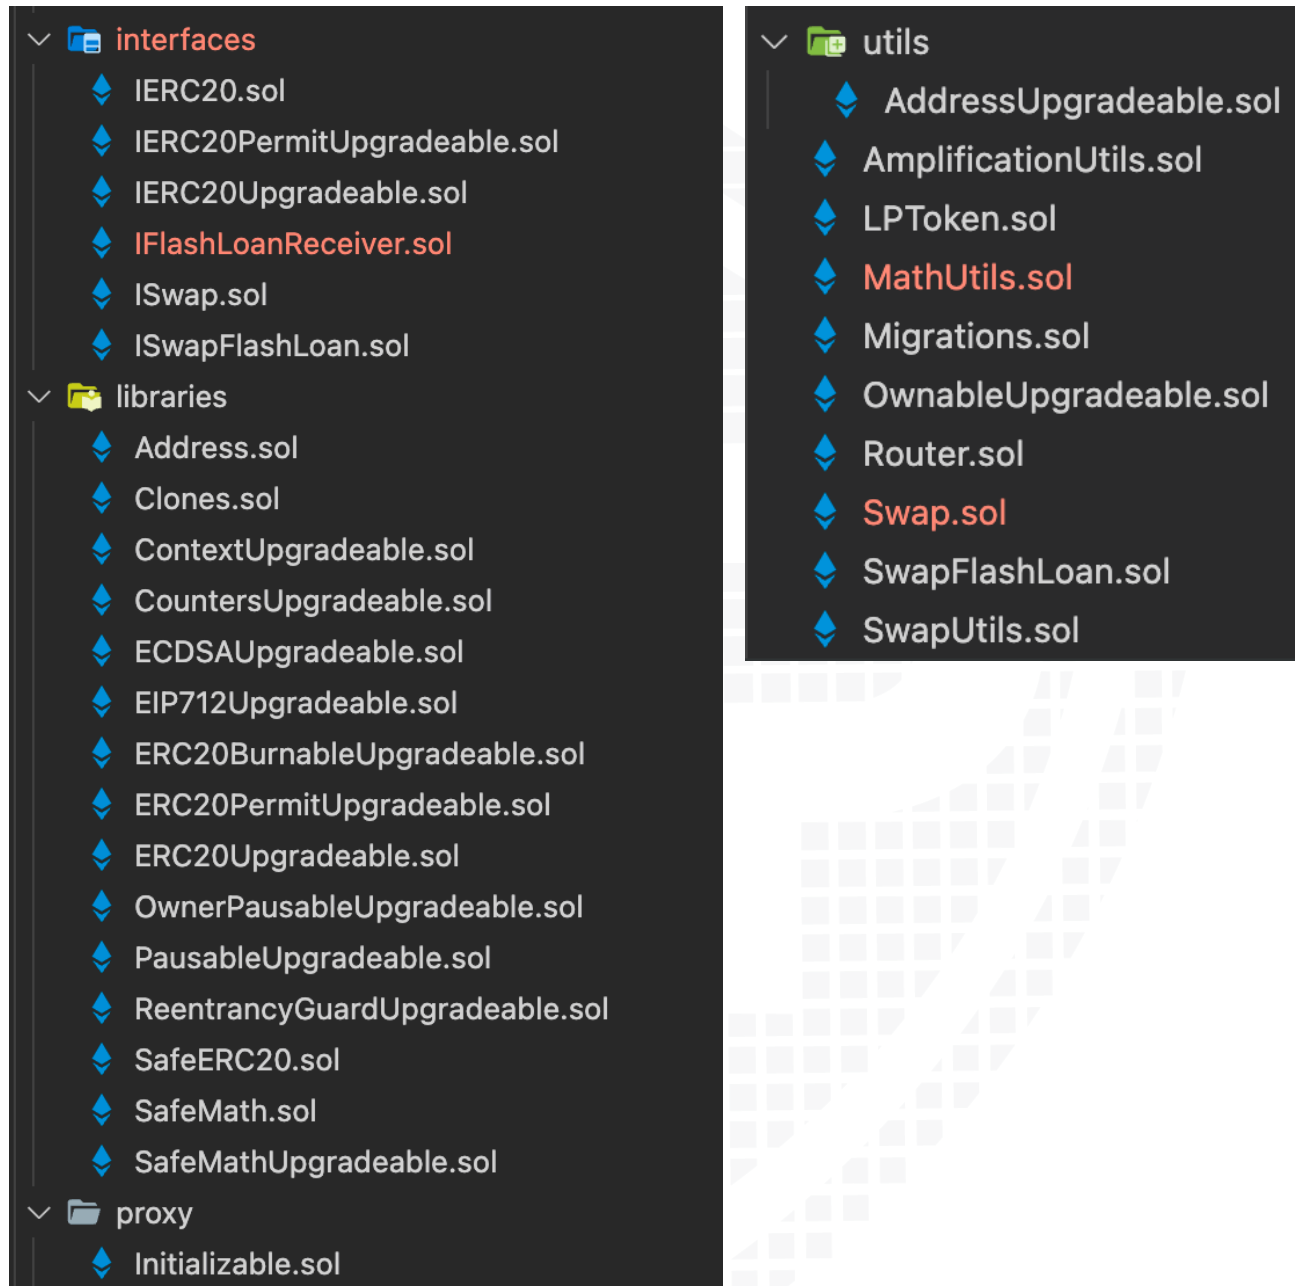 interfaces
IERC20.sol
IERC20PermitUpgradeable.sol
IERC20Upgradeable.sol
IFlashLoanReceiver.sol
ISwap.sol
ISwapFlashLoan.sol
libraries
Address.sol
Clones.sol
ContextUpgradeable.sol
CountersUpgradeable.sol
ECDSAUpgradeable.sol
EIP712Upgradeable.sol
ERC20BurnableUpgradeable.sol
ERC20PermitUpgradeable.sol
ERC20Upgradeable.sol
OwnerPausableUpgradeable.sol
PausableUpgradeable.sol
ReentrancyGuardUpgradeable.sol
SafeERC20.sol
SafeMath.sol
SafeMathUpgradeable.sol
proxy
Initializable.sol
utils
AddressUpgradeable.sol
AmplificationUtils.sol
LPToken.sol
MathUtils.sol
Migrations.sol
OwnableUpgradeable.sol
Router.sol
Swap.sol
SwapFlashLoan.sol
SwapUtils.sol